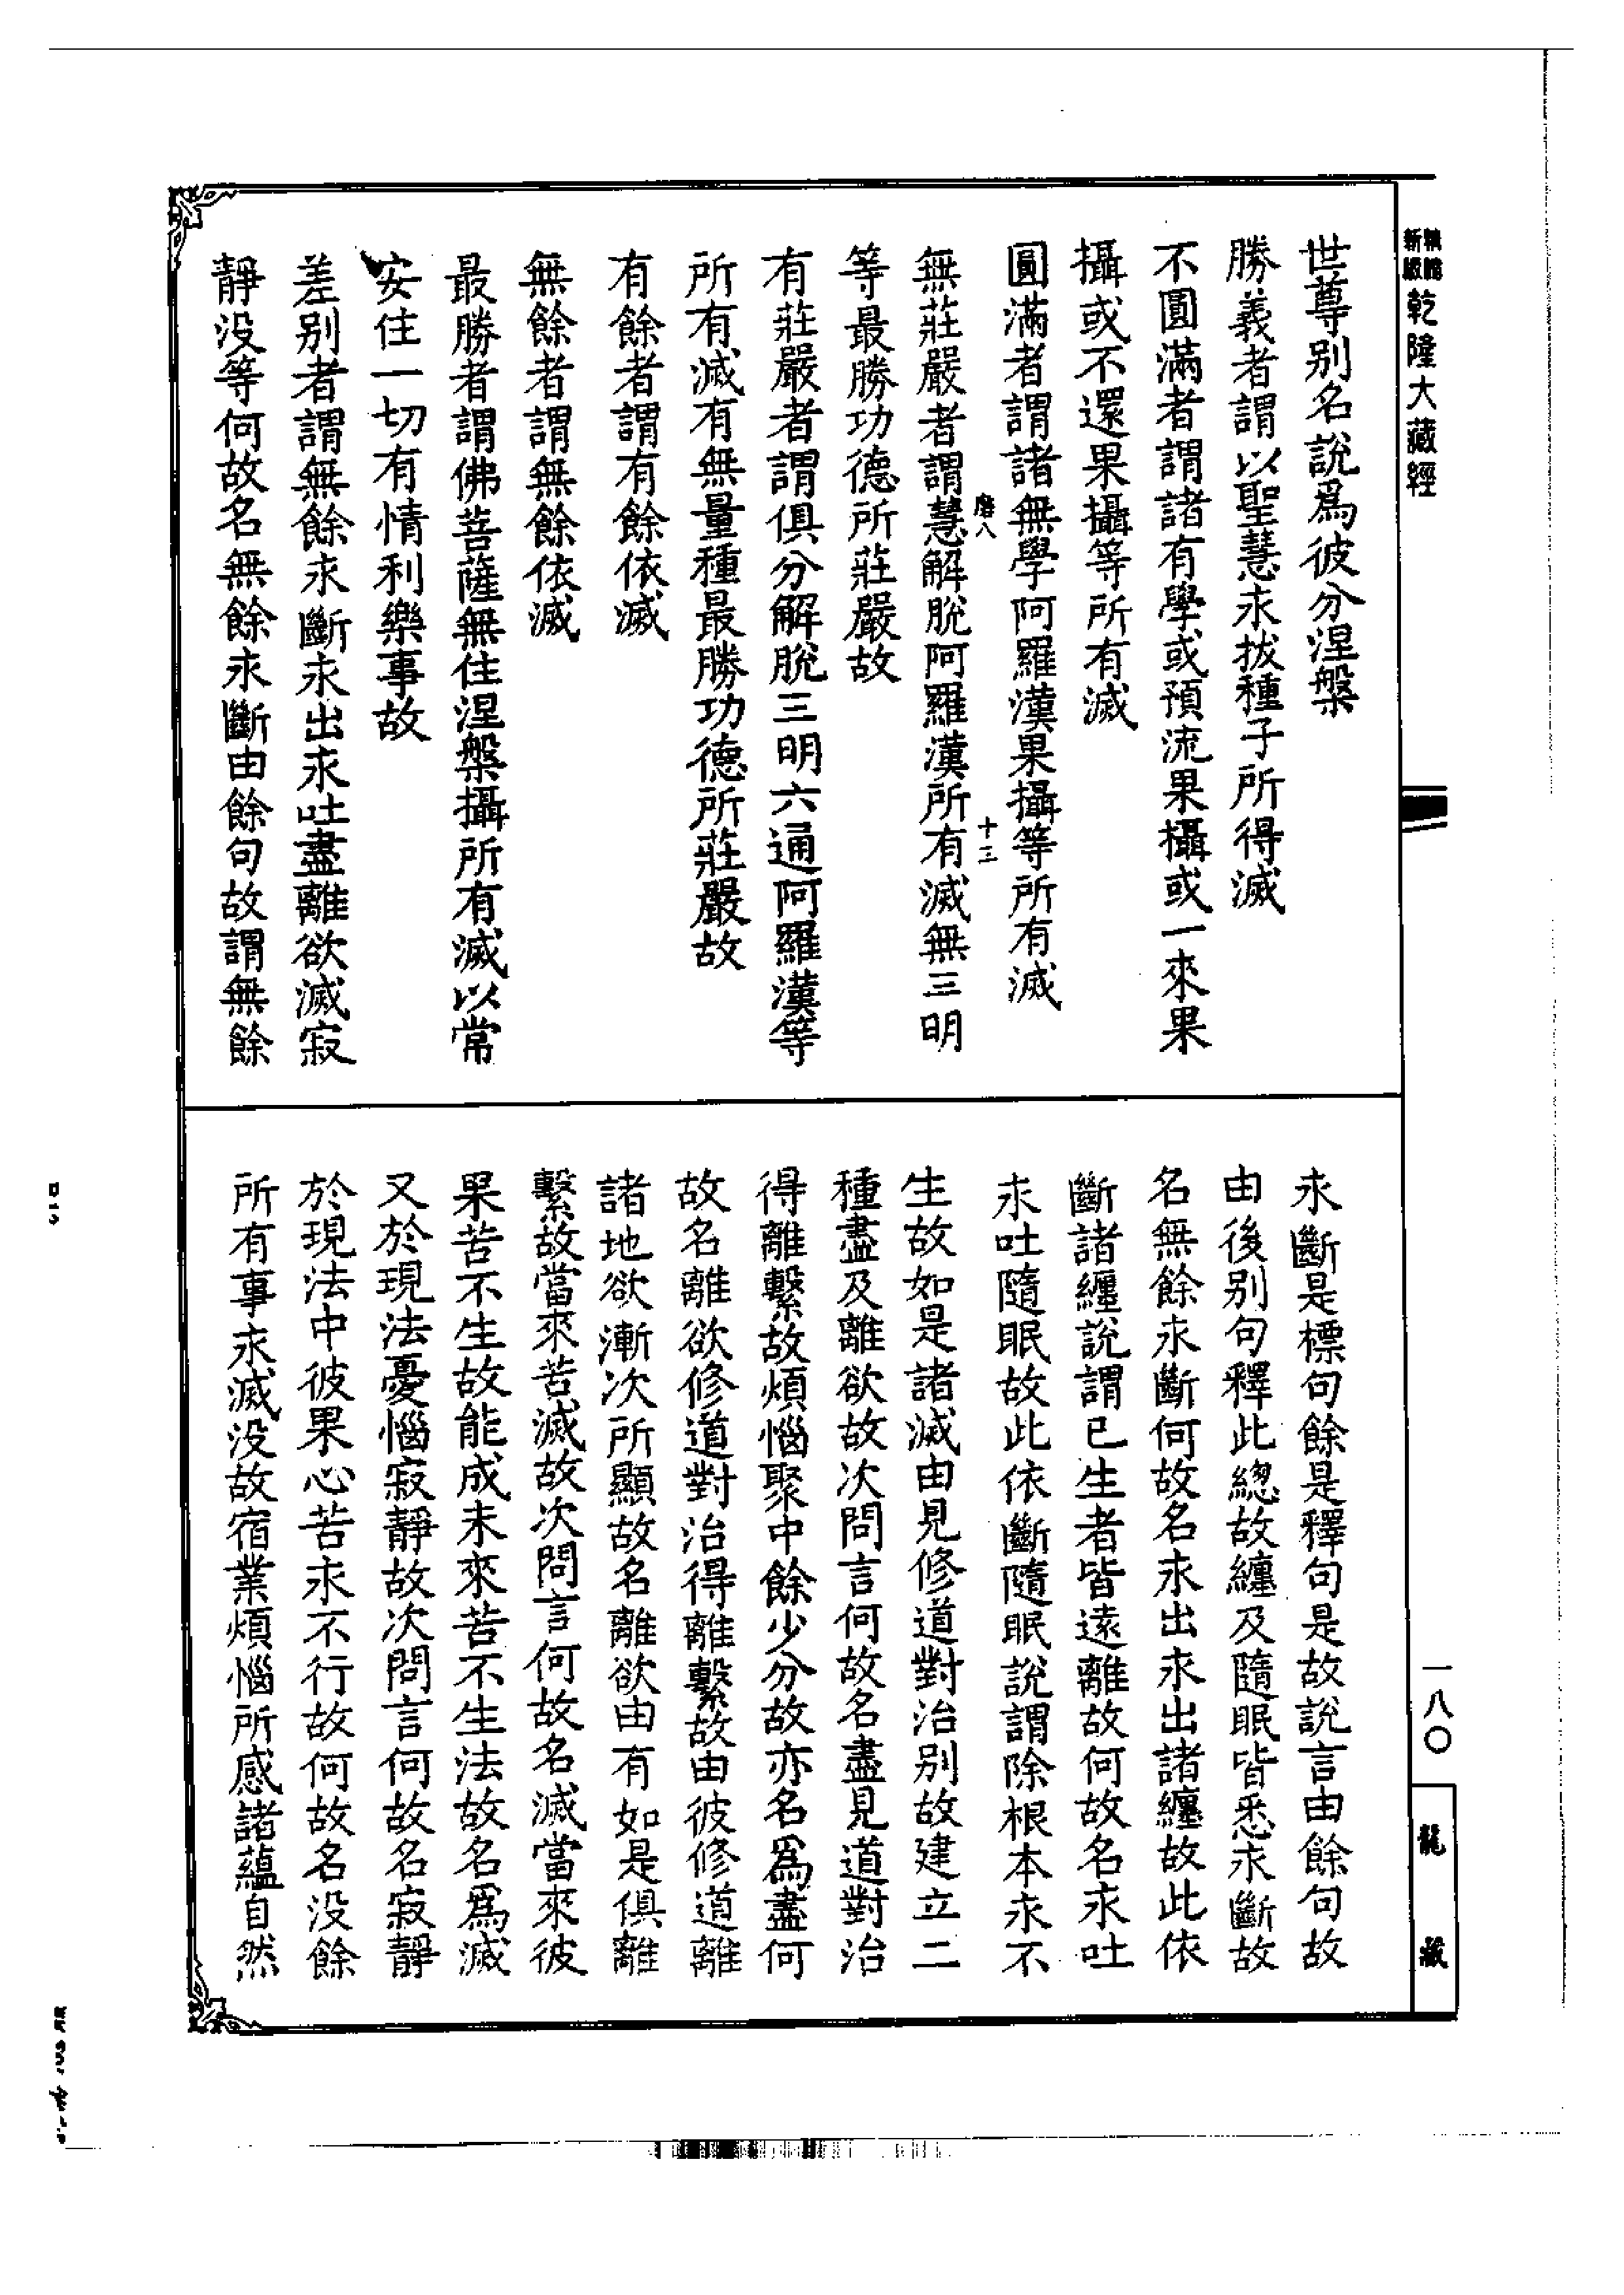 新編縮版乾隆大藏經
世尊別名說爲彼分涅槃
勝義者謂以聖慧永拔種子所得滅
不圓滿者謂諸有學或預流果攝或一來果
攝或不還果攝等所有滅
圓滿者謂諸無學阿羅漢果攝等所有滅
磨八
十三
無莊嚴者謂慧解脫阿羅漢所有滅無三明
等最勝功德所莊嚴故
有莊嚴者謂俱分解脫三明六通阿羅漢等
所有滅有無量種最勝功德所莊嚴故
有餘者謂有餘依滅
無餘者謂無餘依滅
最勝者謂佛菩薩無住涅槃攝所有滅以常
安住一切有情利樂事故
差別者謂無餘永斷永出永吐盡離欲滅寂
靜没等何故名無餘永斷由餘句故謂無餘
永斷是標句餘是釋句是故說言由餘句故
由後別句釋此總故纏及隨眠皆悉永斷故
名無餘永斷何故名永出永出諸纏故此依
斷諸纏說謂已生者皆遠離故何故名永吐
永吐隨眠故此依斷隨眠說謂除根本永不
生故如是諸滅由見修道對治別故建立二
種盡及離欲故次問言何故名盡見道對治
得離繫故煩惱聚中餘少分故亦名爲盡何
故名離欲修道對治得離繫故由彼修道離
諸地欲漸次所顯故名離欲由有如是俱離
繫故當來苦滅故次問言何故名滅當來彼
果苦不生故能成未來苦不生法故名爲滅
又於現法憂惱寂靜故次問言何故名寂靜
於現法中彼果心苦永不行故何故名没餘
所有事永滅没故宿業煩惱所感諸蘊自然
一八〇
龍藏